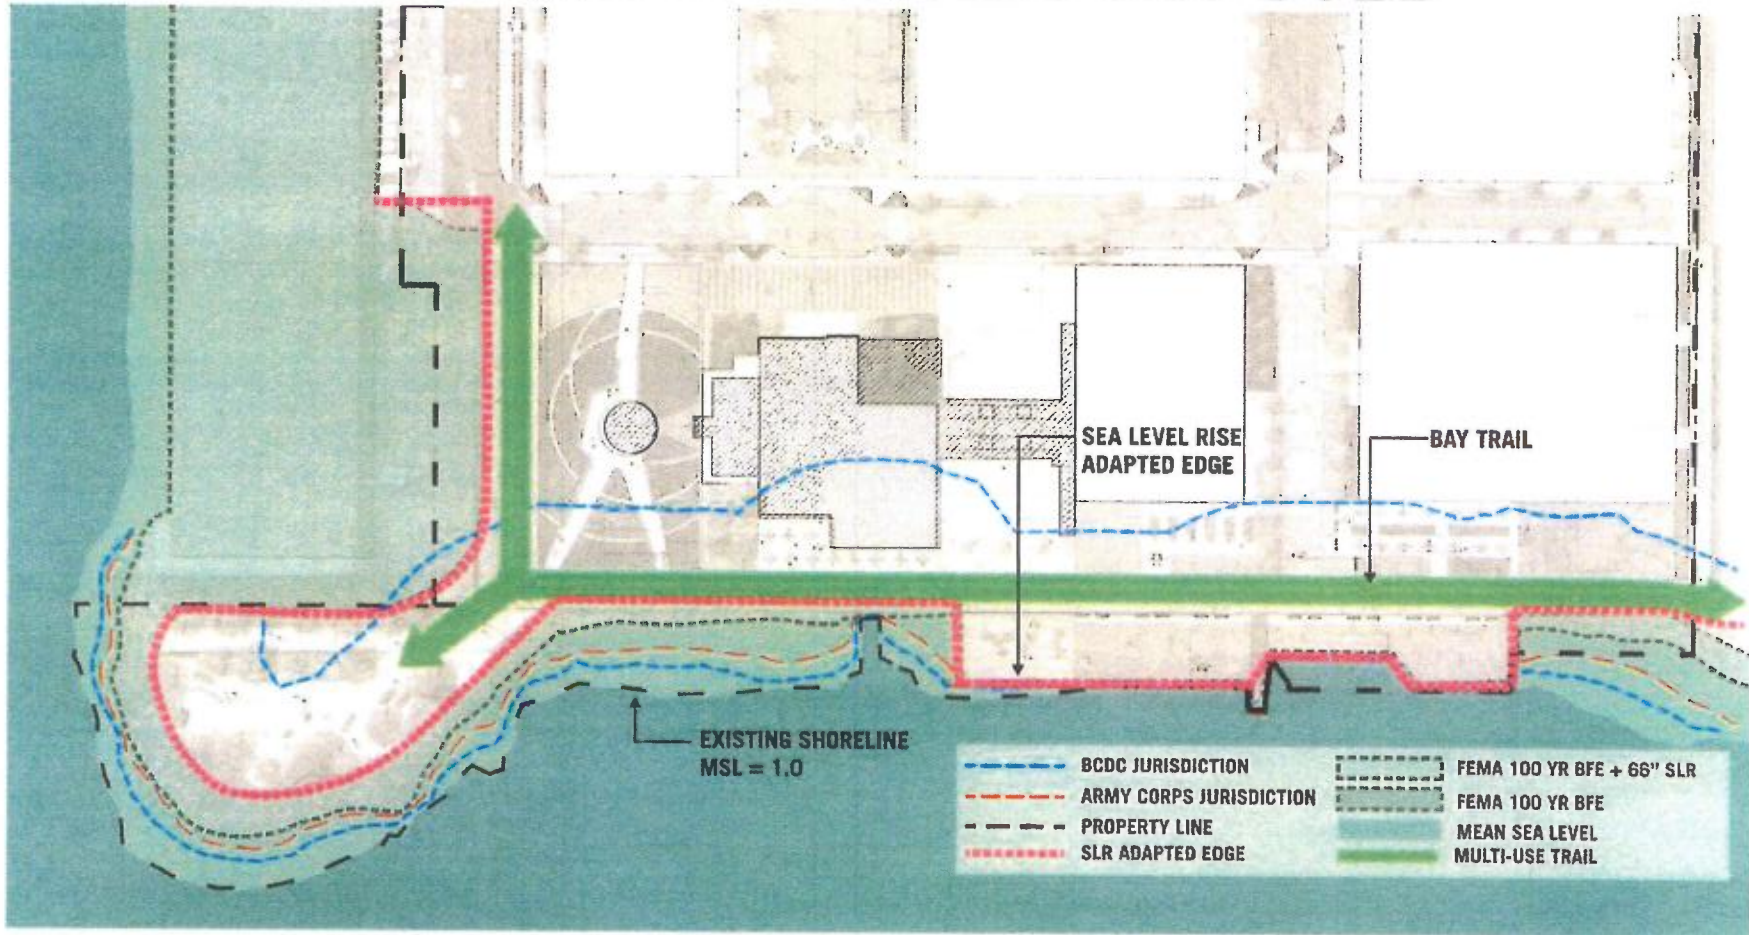 SEA LEVEL RISE
ADAPTED EDGE
BAY TRAIL
EXISTING SHORELINE
MSL = 1.0
BCDC JURISDICTION
ARMY CORPS JURISDICTION
PROPERTY LINE
SLR ADAPTED EDGE
FEMA 100 YR BFE + 66" SLR
FEMA 100 YR BFE
MEAN SEA LEVEL
MULTI-USE TRAIL